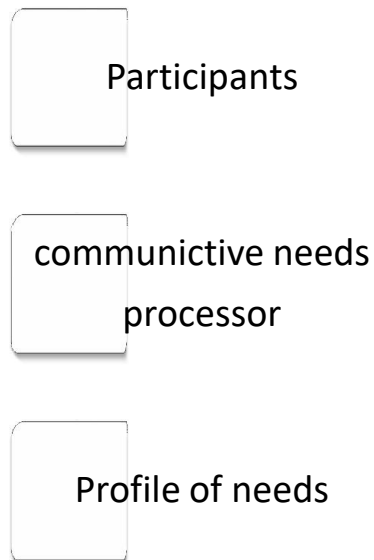 Participants
communictive needs
processor
Profile of needs